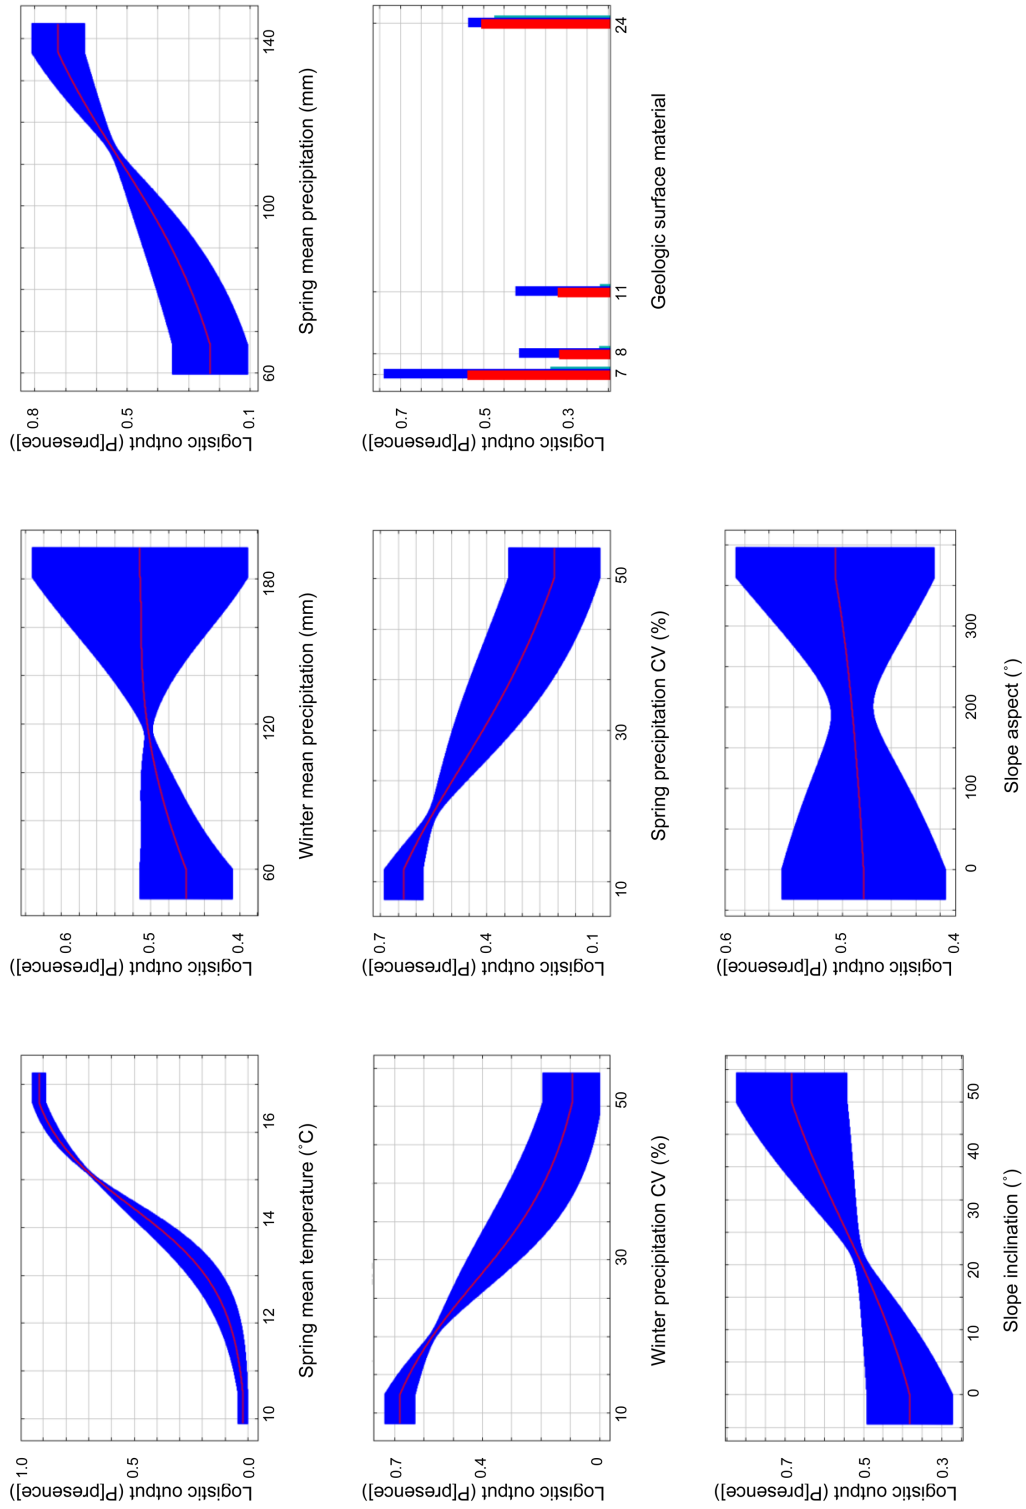 Logistic output (P[presence])
1.0
0.5
0.0
10 12 14 16
Spring mean temperature (˚C)
Logistic output (P[presence])
0.6
0.5
0.4
60 120 180
Winter mean precipitation (mm)
Logistic output (P[presence])
0.8
0.5
0.1
60 100 140
Spring mean precipitation (mm)
Logistic output (P[presence])
0.7
0.4
0
10 30 50
Winter precipitation CV (%)
Logistic output (P[presence])
0.7
0.4
0.1
10 30 50
Spring precipitation CV (%)
Logistic output (P[presence])
0.7
0.5
0.3
7 8 11 24
Geologic surface material
Logistic output (P[presence])
0.7
0.5
0.3
0 10 20 30 40 50
Slope inclination (˚)
Logistic output (P[presence])
0.6
0.5
0.4
0 100 200 300
Slope aspect (˚)